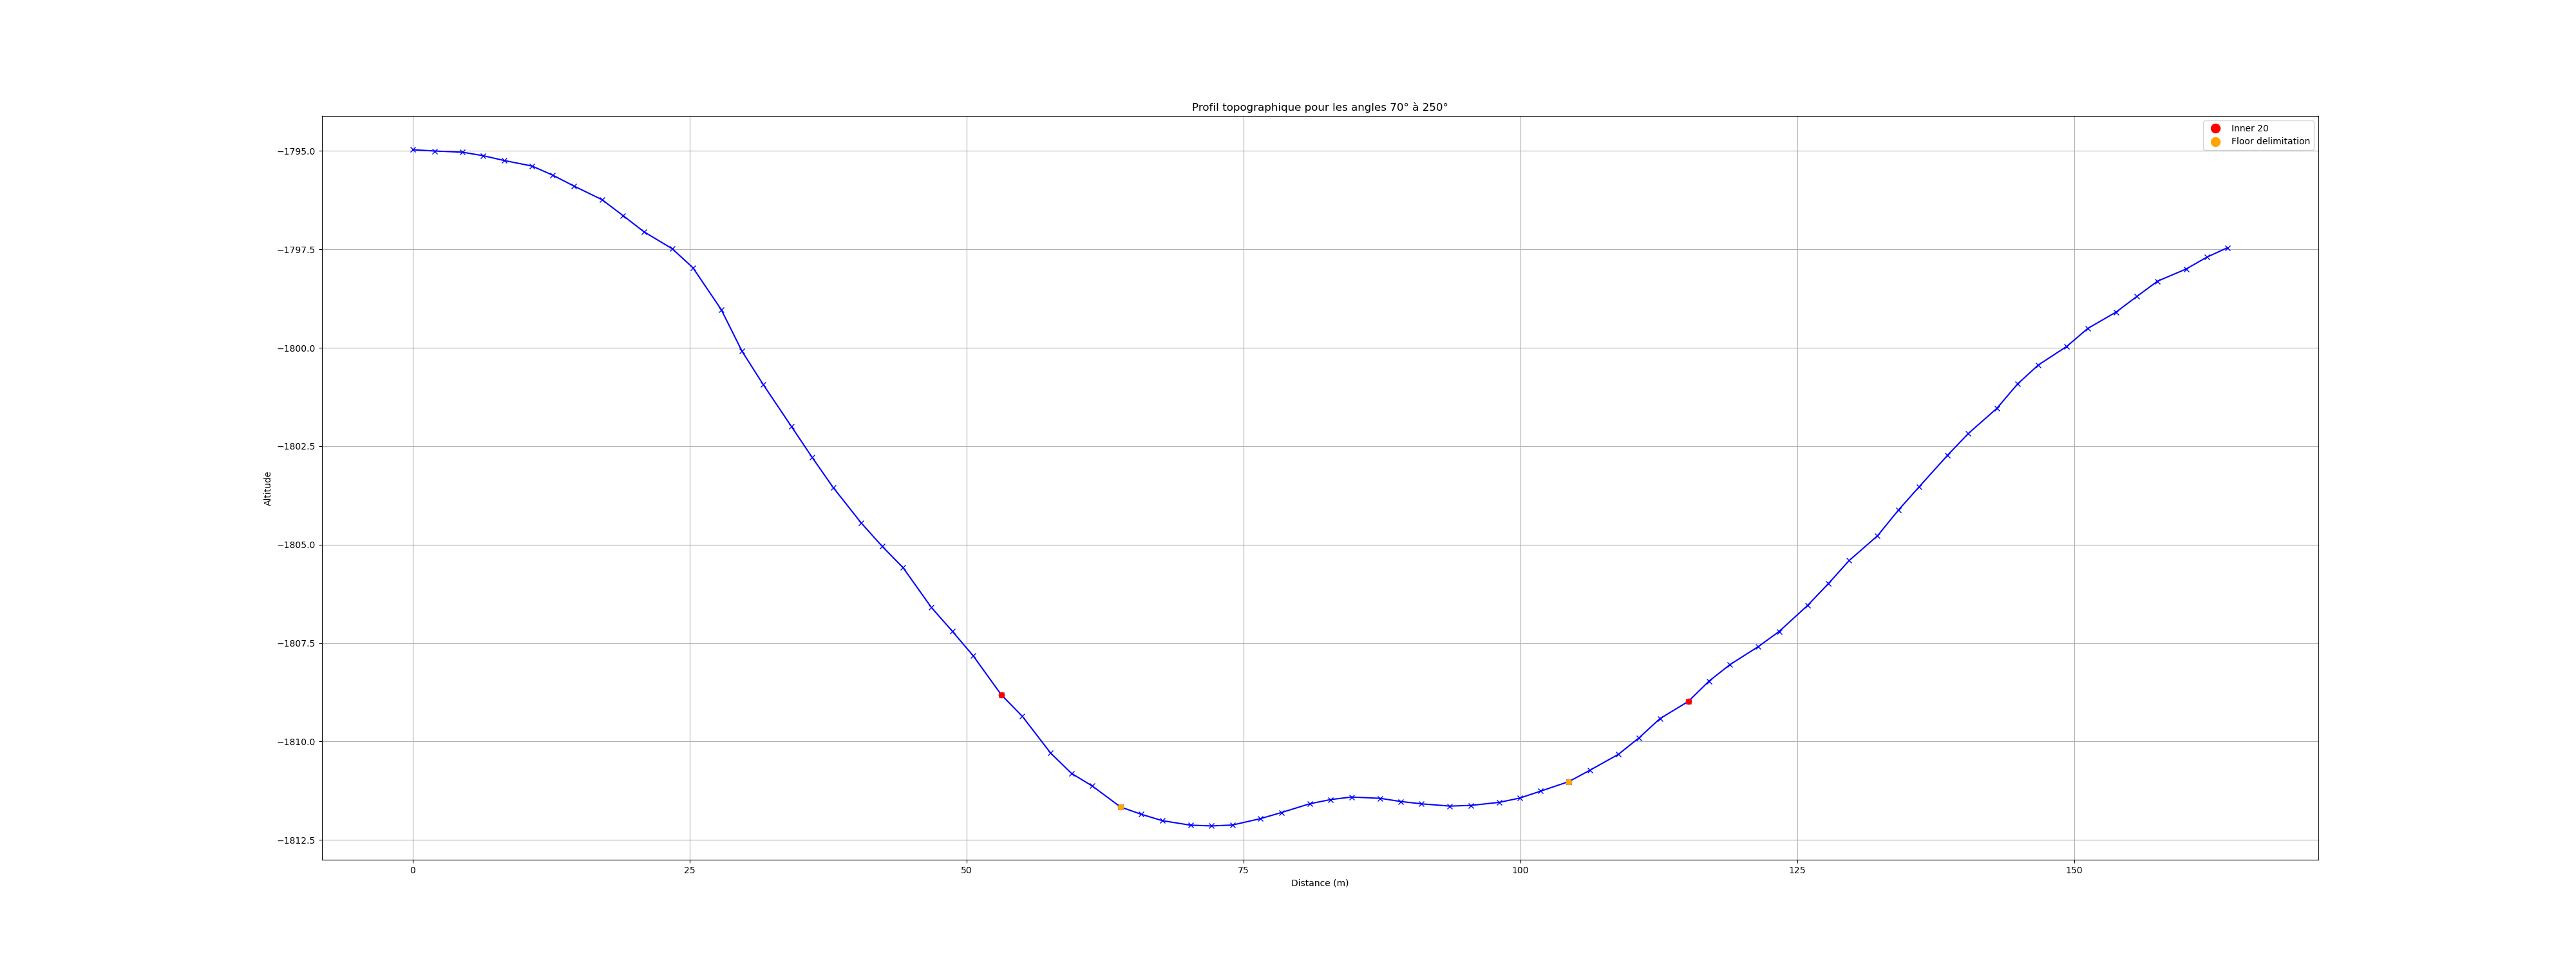 Profil topographique pour les angles 70° à 250°
Inner 20
Floor delimitation
−1795.0
−1797.5
−1800.0
−1802.5
−1805.0
−1807.5
−1810.0
−1812.5
Altitude
0 25 50 75 100 125 150
Distance (m)